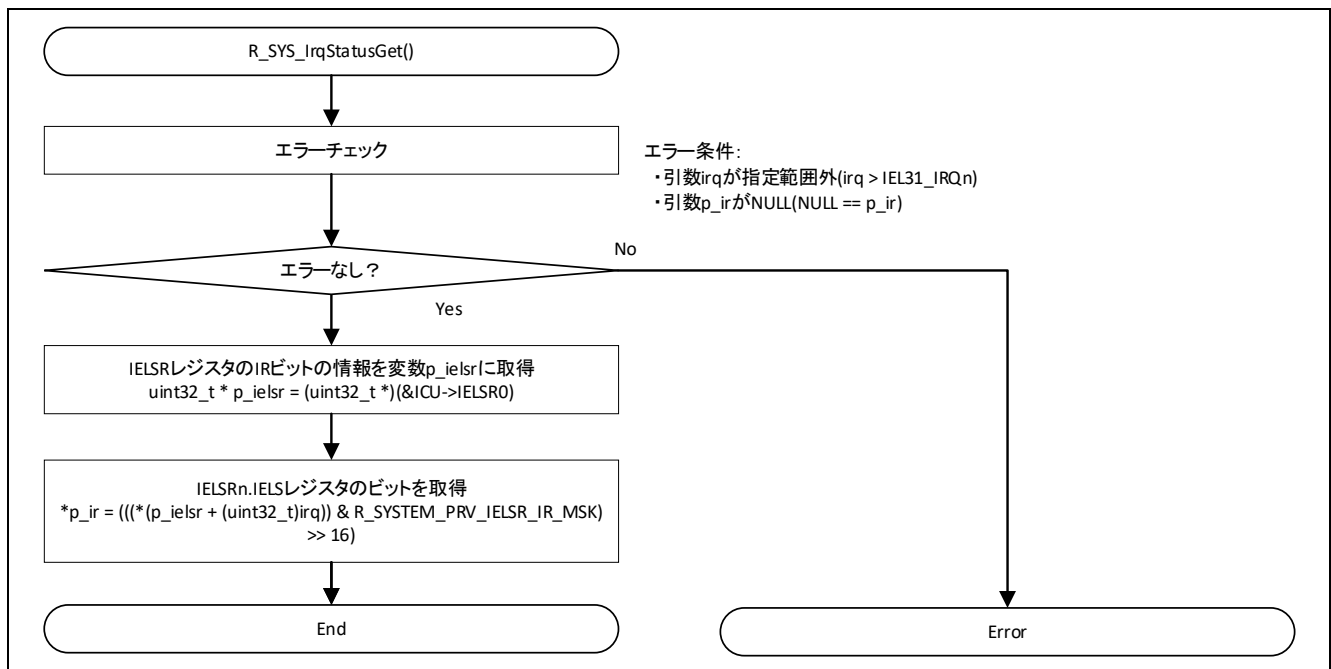 R_SYS_IrqStatusGet()
エラーチェック
エラー条件:
・引数irqが指定範囲外(irq > IEL31_IRQn)
・引数p_irがNULL(NULL == p_ir)
エラーなし？
No
Yes
IELSRレジスタのIRビットの情報を変数p_ielsrに取得
uint32_t * p_ielsr = (uint32_t *)(&ICU->IELSR0)
IELSRn.IELSレジスタのビットを取得
*p_ir = (((*(p_ielsr + (uint32_t)irq)) & R_SYSTEM_PRV_IELSR_IR_MSK)
>> 16)
End
Error